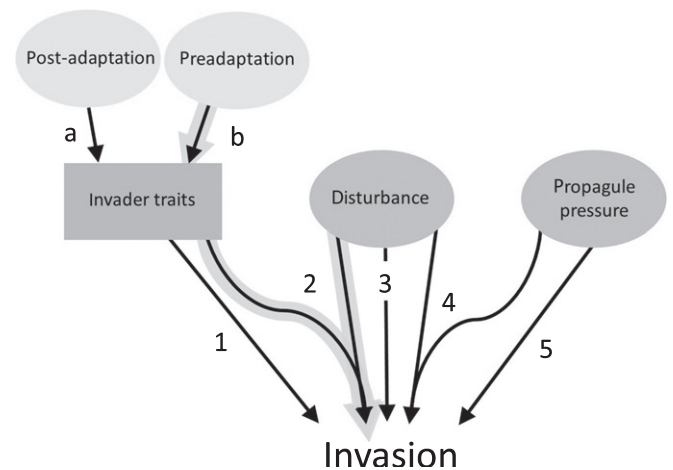 Post-adaptation
Preadaptation
a
b
Invader traits
Disturbance
Propagule
pressure
2
3
4
1
5
Invasion